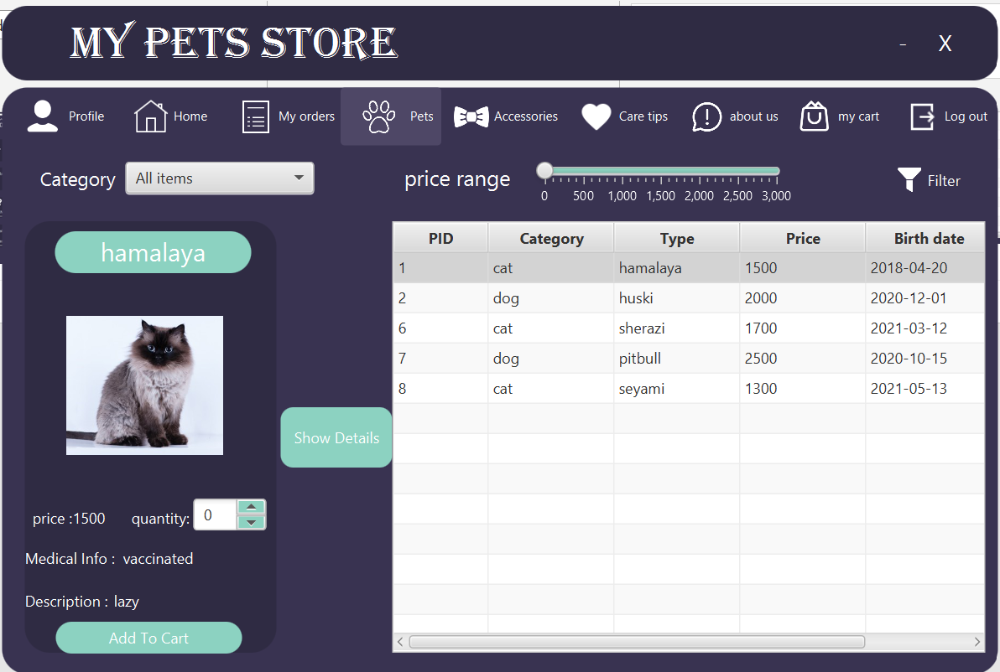 MY PETS STORE
- X
Profile Home My orders Pets Accessories Care tips about us my cart Log out
Category All items price range 0 500 1,000 1,500 2,000 2,500 3,000 Filter
hamalaya
PID Category Type Price Birth date
1 cat hamalaya 1500 2018-04-20
2 dog huski 2000 2020-12-01
6 cat sherazi 1700 2021-03-12
7 dog pitbull 2500 2020-10-15
8 cat seyami 1300 2021-05-13
Show Details
price :1500 quantity: 0
Medical Info : vaccinated
Description : lazy
Add To Cart